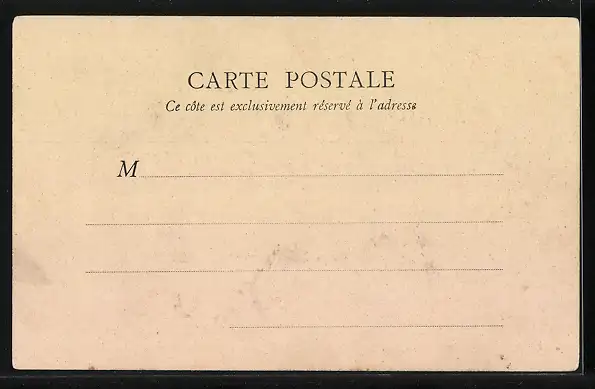 CARTE POSTALE
Ce côte est exclusivement réservé à l'adresse
M